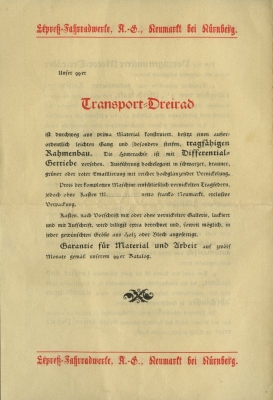 Expreß-Fahrradwerke, A.-G., Neumarkt bei Nürnberg.
Unser 99er
Transport-Dreirad
ist durchweg aus prima Material konstruirt, besitzt einen außer-
ordentlich leichten Gang und besonders steifen, tragfähigen
Rahmenbau. Die Hinterachse ist mit Differential-
Getriebe versehen. Ausführung hochelegant in schwarzer, brauner,
grüner oder roter Emaillierung mit reicher hochglänzender Vernickelung.
Preis der kompletten Maschine einschliesslich vernickelten Tragfedern,
jedoch ohne Kasten M. netto franko Neumarkt, exclusive
Verpackung.
Kasten, nach Vorschrift mit oder ohne vernickelter Gallerie, lackiert
und mit Aufschrift, wird billigst extra berechnet und, soweit möglich, in
jeder gewünschten Größe aus Holz oder Blech angefertigt.
Garantie für Material und Arbeit auf zwölf
Monate gemäß unserem 99er Katalog.
Expreß-Fahrradwerke, A.-G., Neumarkt bei Nürnberg.